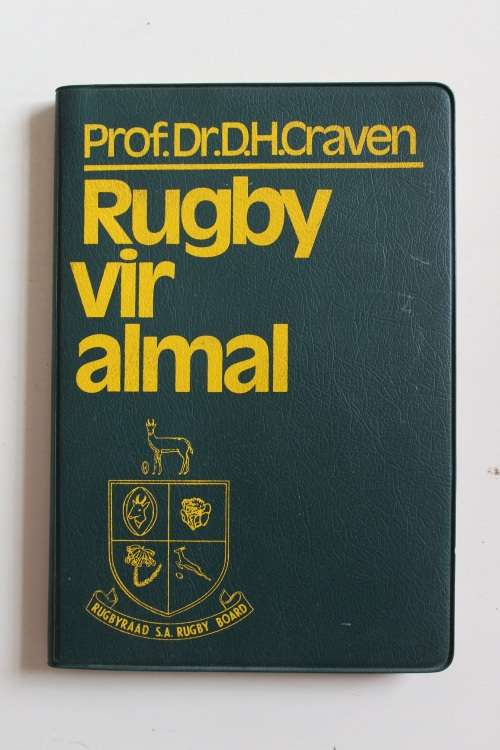 Prof.Dr.D.H.Craven
Rugby
vir
almal
RUGBYRAAD S.A. RUGBY BOARD